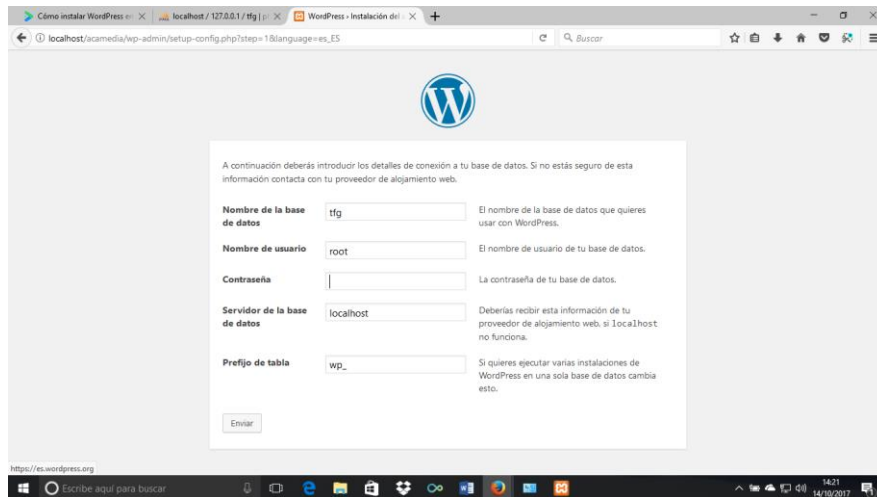 Cómo instalar WordPress en
localhost / 127.0.0.1 / tfg | p
WordPress › Instalación del
localhost/acamedia/wp-admin/setup-config.php?step=1&language=es_ES
Buscar
A continuación deberás introducir los detalles de conexión a tu base de datos. Si no estás seguro de esta
información contacta con tu proveedor de alojamiento web.
Nombre de la base
de datos
tfg
El nombre de la base de datos que quieres
usar con WordPress.
Nombre de usuario
root
El nombre de usuario de tu base de datos.
Contraseña
La contraseña de tu base de datos.
Servidor de la base
de datos
localhost
Deberías recibir esta información de tu
proveedor de alojamiento web, si localhost
no funciona.
Prefijo de tabla
wp_
Si quieres ejecutar varias instalaciones de
WordPress en una sola base de datos cambia
esto.
Enviar
https://es.wordpress.org
Escribe aquí para buscar
14:21
14/10/2017